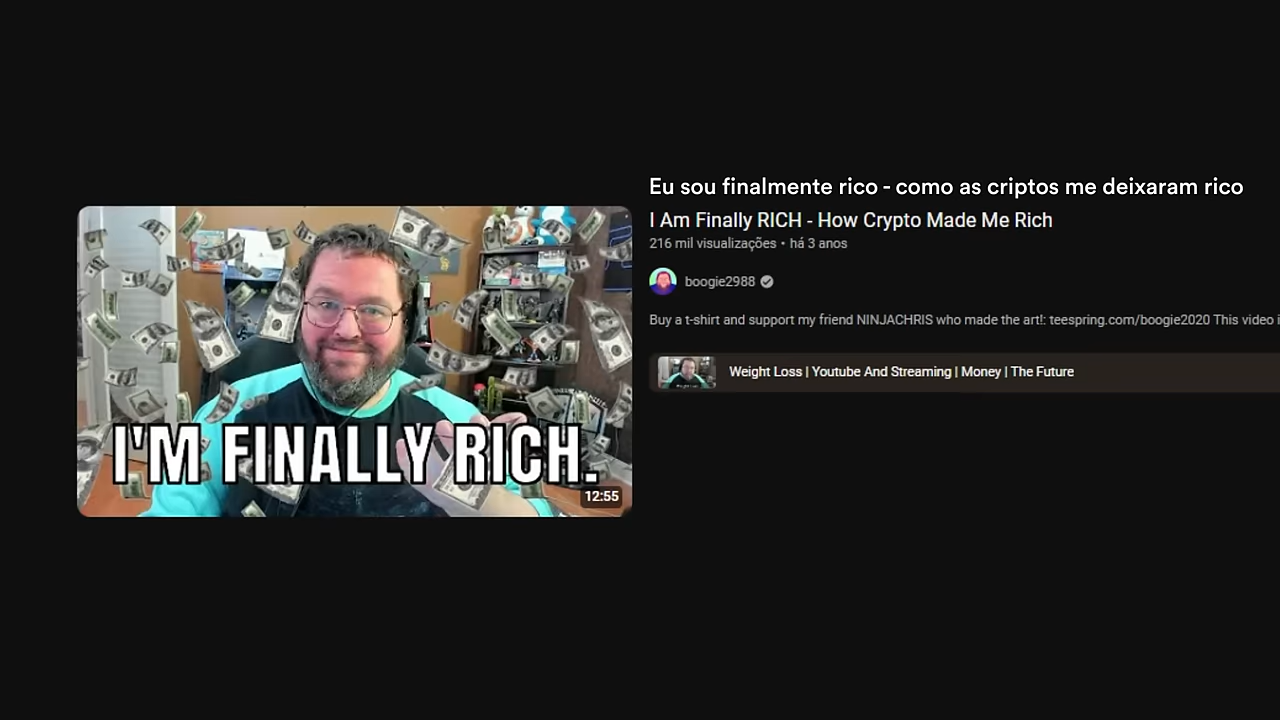 Eu sou finalmente rico - como as criptos me deixaram rico
I Am Finally RICH - How Crypto Made Me Rich
216 mil visualizações • há 3 anos
boogie2988
Buy a t-shirt and support my friend NINJACHRIS who made the art!: teespring.com/boogie2020 This video
Weight Loss | Youtube And Streaming | Money | The Future
I'M FINALLY RICH.
12:55